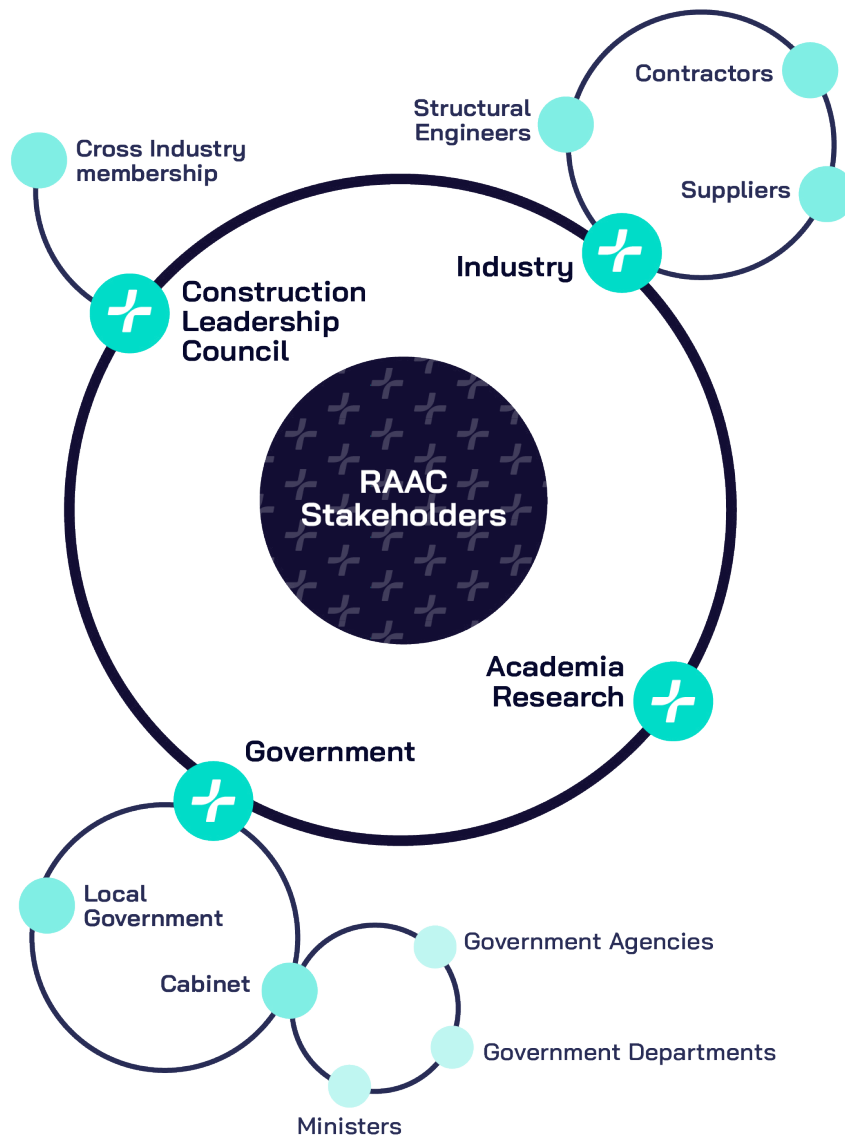 Contractors
Structural
Engineers
Cross Industry
membership
Suppliers
Industry
Construction
Leadership
Council
RAAC
Stakeholders
Academia
Research
Government
Local
Government
Government Agencies
Cabinet
Government Departments
Ministers